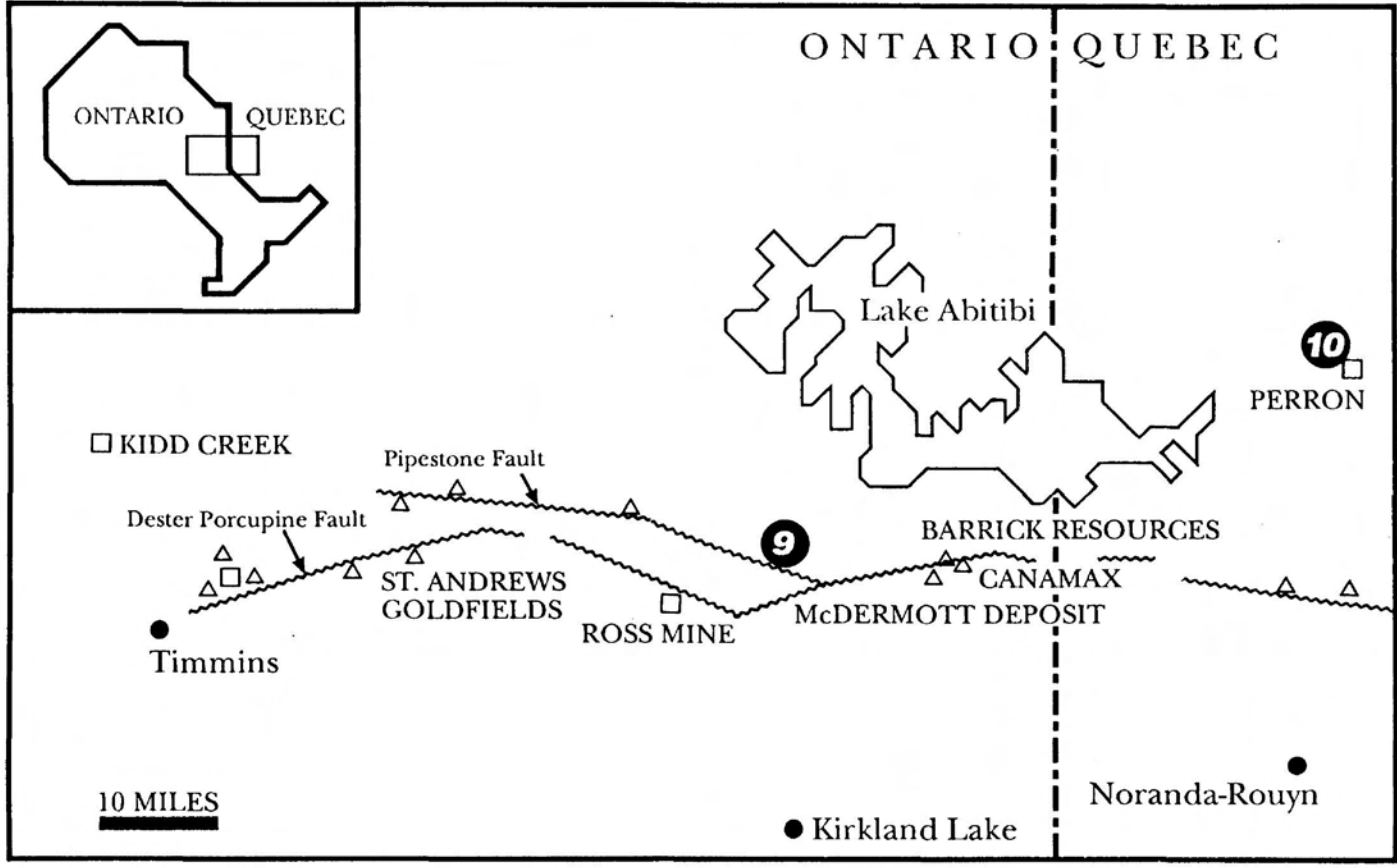 ONTARIO QUEBEC
ONTARIO QUEBEC
Lake Abitibi
10
PERRON
KIDD CREEK
Pipestone Fault
Dester Porcupine Fault
9
BARRICK RESOURCES
ST. ANDREWS
GOLDFIELDS
CANAMAX
McDERMOTT DEPOSIT
ROSS MINE
Timmins
10 MILES
Noranda-Rouyn
Kirkland Lake